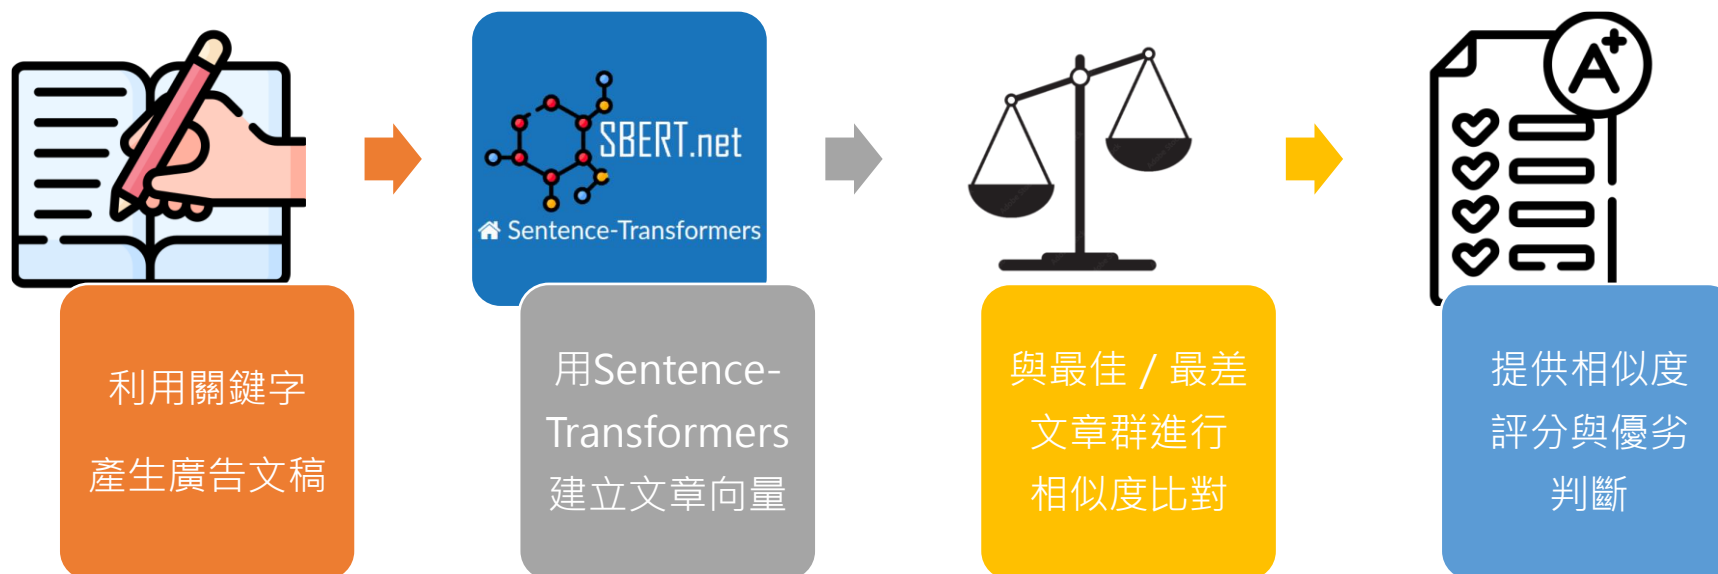 SBERT.net
Sentence-Transformers
A+
利用關鍵字
產生廣告文稿
用Sentence-
Transformers
建立文章向量
與最佳 / 最差
文章群進行
相似度比對
提供相似度
評分與優劣
判斷